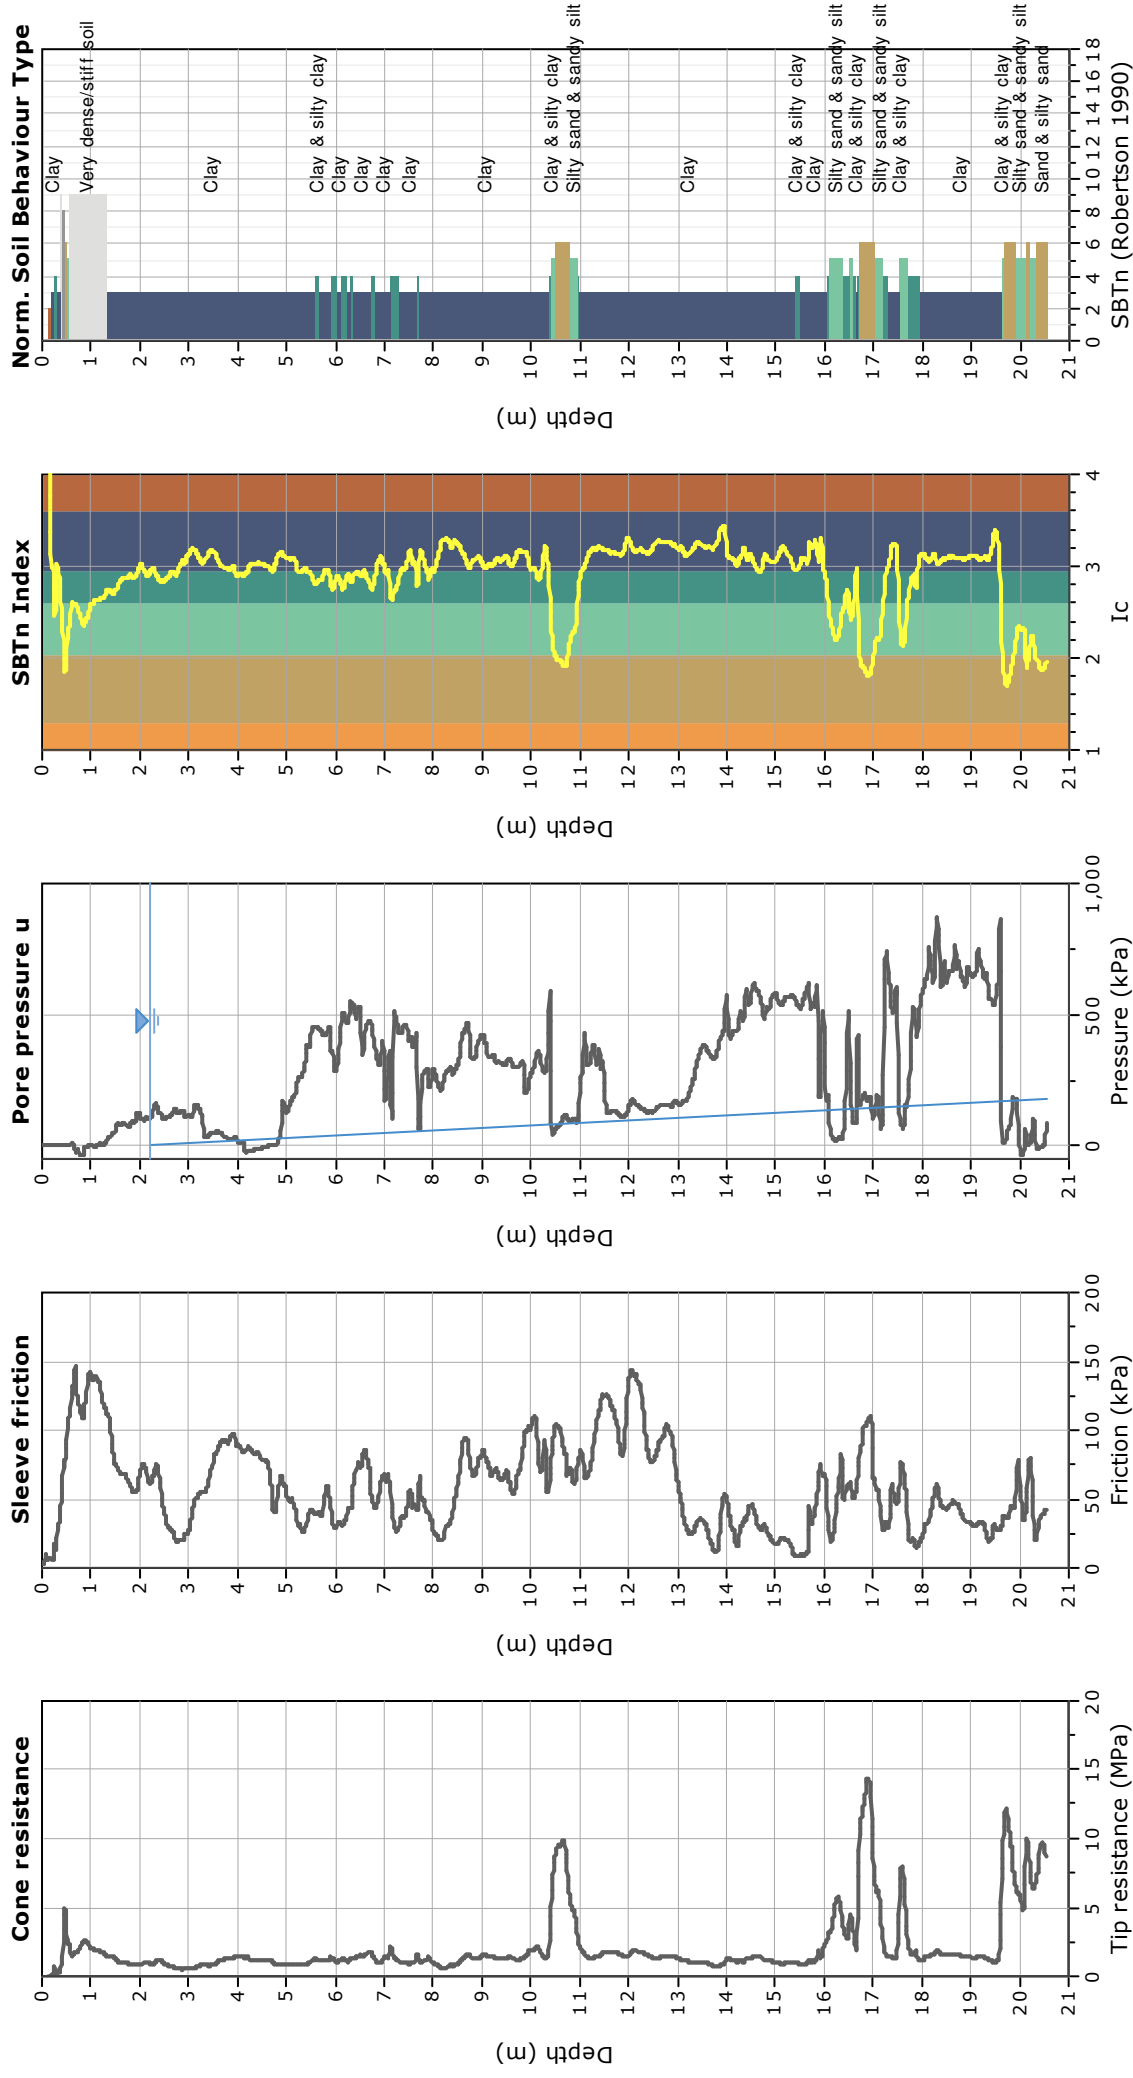 Cone resistance
Depth (m)
0
1
2
3
4
5
6
7
8
9
10
11
12
13
14
15
16
17
18
19
20
21
0 5 10 15 20
Tip resistance (MPa)
Sleeve friction
Depth (m)
0
1
2
3
4
5
6
7
8
9
10
11
12
13
14
15
16
17
18
19
20
21
0 50 100 150 200
Friction (kPa)
Pore pressure u
Depth (m)
0
1
2
3
4
5
6
7
8
9
10
11
12
13
14
15
16
17
18
19
20
21
0 500 1,000
Pressure (kPa)
SBTn Index
Depth (m)
0
1
2
3
4
5
6
7
8
9
10
11
12
13
14
15
16
17
18
19
20
21
1 2 3 4
Ic
Norm. Soil Behaviour Type
Depth (m)
0
1
2
3
4
5
6
7
8
9
10
11
12
13
14
15
16
17
18
19
20
21
Clay
Very dense/stiff soil
Clay
Clay & silty clay
Clay
Clay
Clay
Clay
Clay
Clay & silty clay
Silty sand & sandy silt
Clay
Clay & silty clay
Clay
Silty sand & sandy silt
Clay & silty clay
Silty sand & sandy silt
Clay & silty clay
Clay
Clay & silty clay
Silty sand & sandy silt
Sand & silty sand
0 2 4 6 8 10 12 14 16 18
SBTn (Robertson 1990)